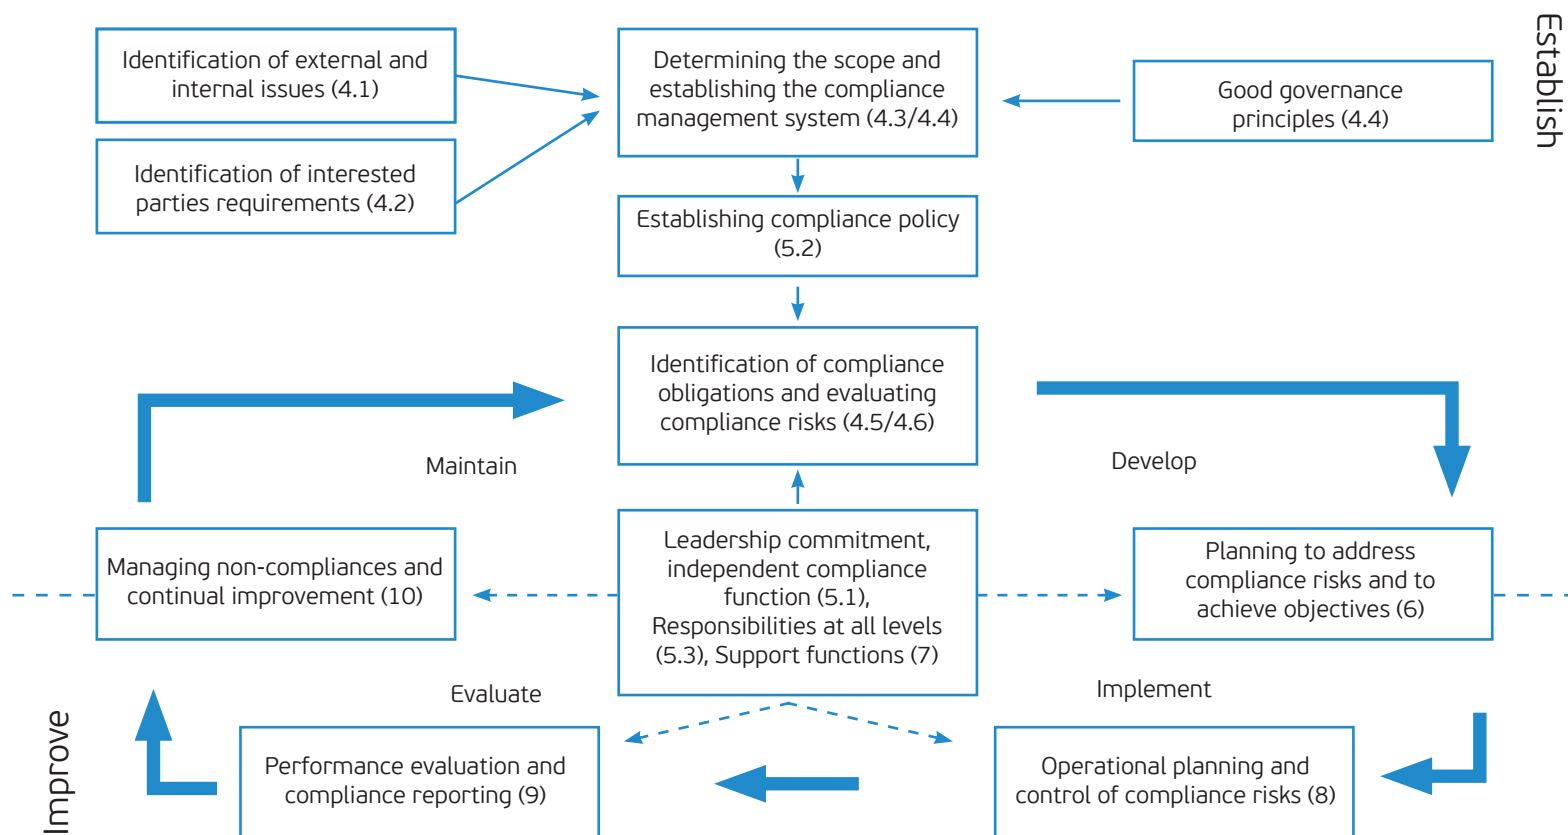 Establish
Identification of external and
internal issues (4.1)
Determining the scope and
establishing the compliance
management system (4.3/4.4)
Good governance
principles (4.4)
Identification of interested
parties requirements (4.2)
Establishing compliance policy
(5.2)
Identification of compliance
obligations and evaluating
compliance risks (4.5/4.6)
Maintain
Develop
Managing non-compliances and
continual improvement (10)
Leadership commitment,
independent compliance
function (5.1),
Responsibilities at all levels
(5.3), Support functions (7)
Planning to address
compliance risks and to
achieve objectives (6)
Evaluate
Implement
Improve
Performance evaluation and
compliance reporting (9)
Operational planning and
control of compliance risks (8)